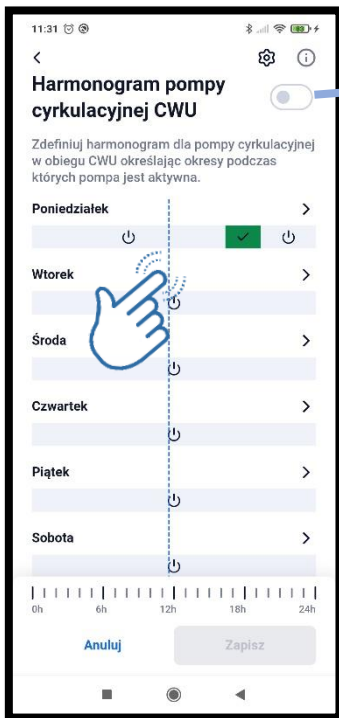 11:31
83
Harmonogram pompy
cyrkulacyjnej CWU
Zdefiniuj harmonogram dla pompy cyrkulacyjnej
w obiegu CWU określając okresy podczas
których pompa jest aktywna.
Poniedziałek
Wtorek
Środa
Czwartek
Piątek
Sobota
0h 6h 12h 18h 24h
Anuluj Zapisz